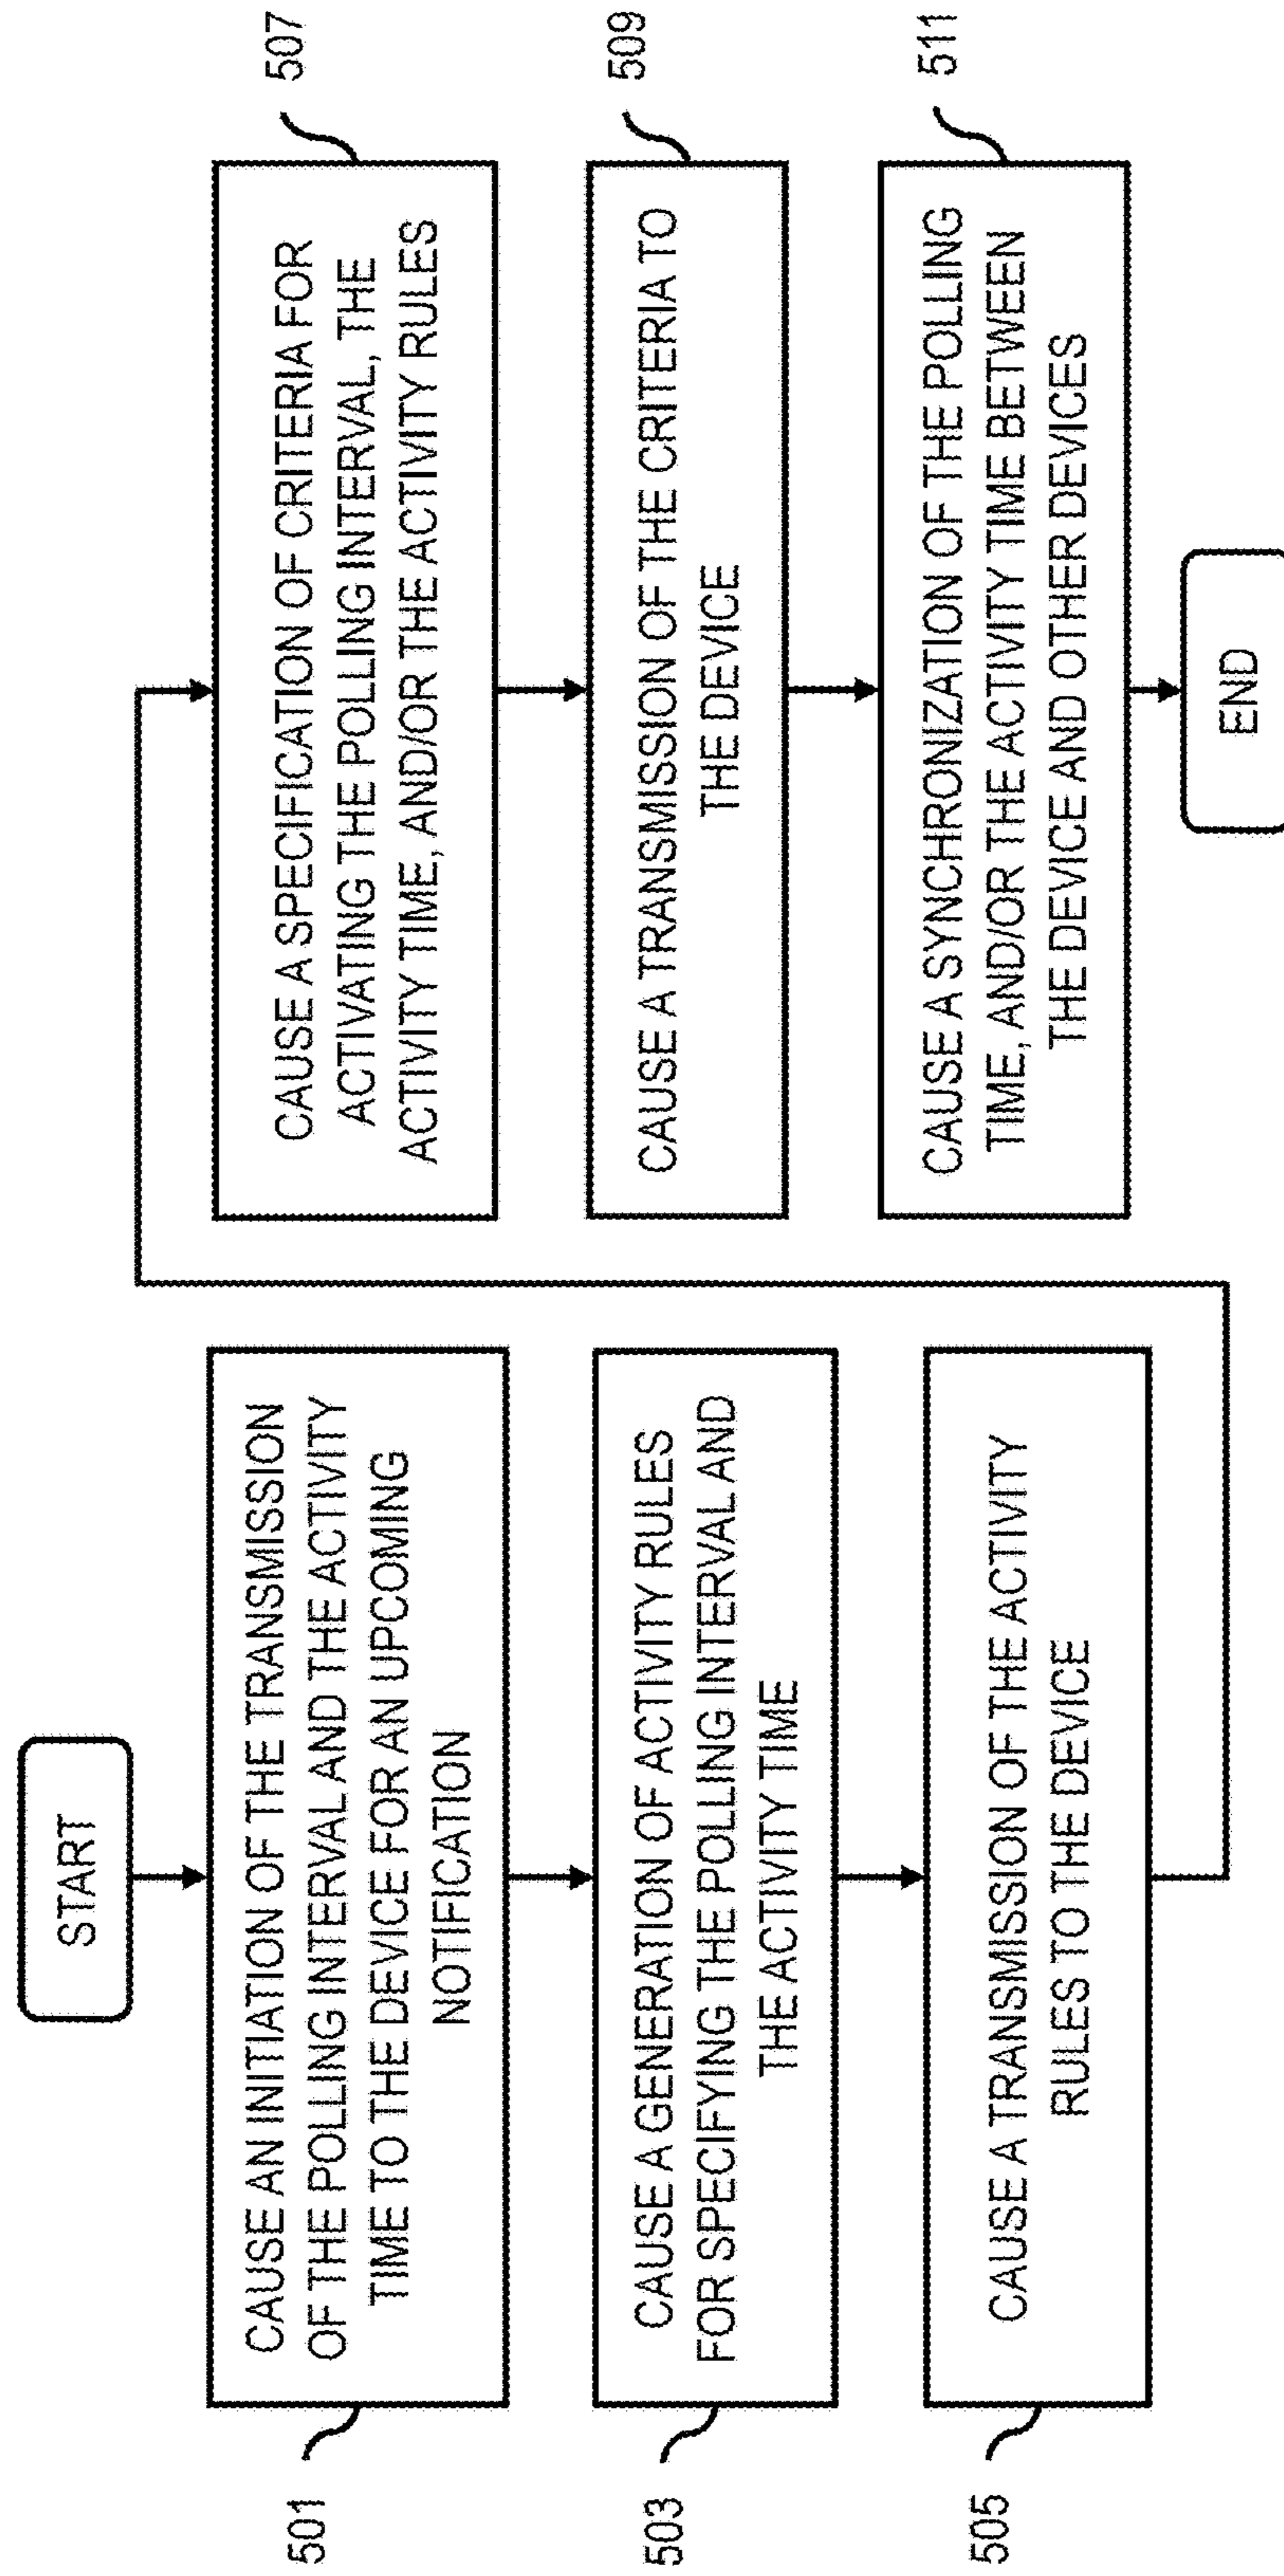 START
501
CAUSE AN INITIATION OF THE TRANSMISSION
OF THE POLLING INTERVAL AND THE ACTIVITY
TIME TO THE DEVICE FOR AN UPCOMING
NOTIFICATION
503
CAUSE A GENERATION OF ACTIVITY RULES
FOR SPECIFYING THE POLLING INTERVAL AND
THE ACTIVITY TIME
505
CAUSE A TRANSMISSION OF THE ACTIVITY
RULES TO THE DEVICE
507
CAUSE A SPECIFICATION OF CRITERIA FOR
ACTIVATING THE POLLING INTERVAL, THE
ACTIVITY TIME, AND/OR THE ACTIVITY RULES
509
CAUSE A TRANSMISSION OF THE CRITERIA TO
THE DEVICE
511
CAUSE A SYNCHRONIZATION OF THE POLLING
TIME, AND/OR THE ACTIVITY TIME BETWEEN
THE DEVICE AND OTHER DEVICES
END